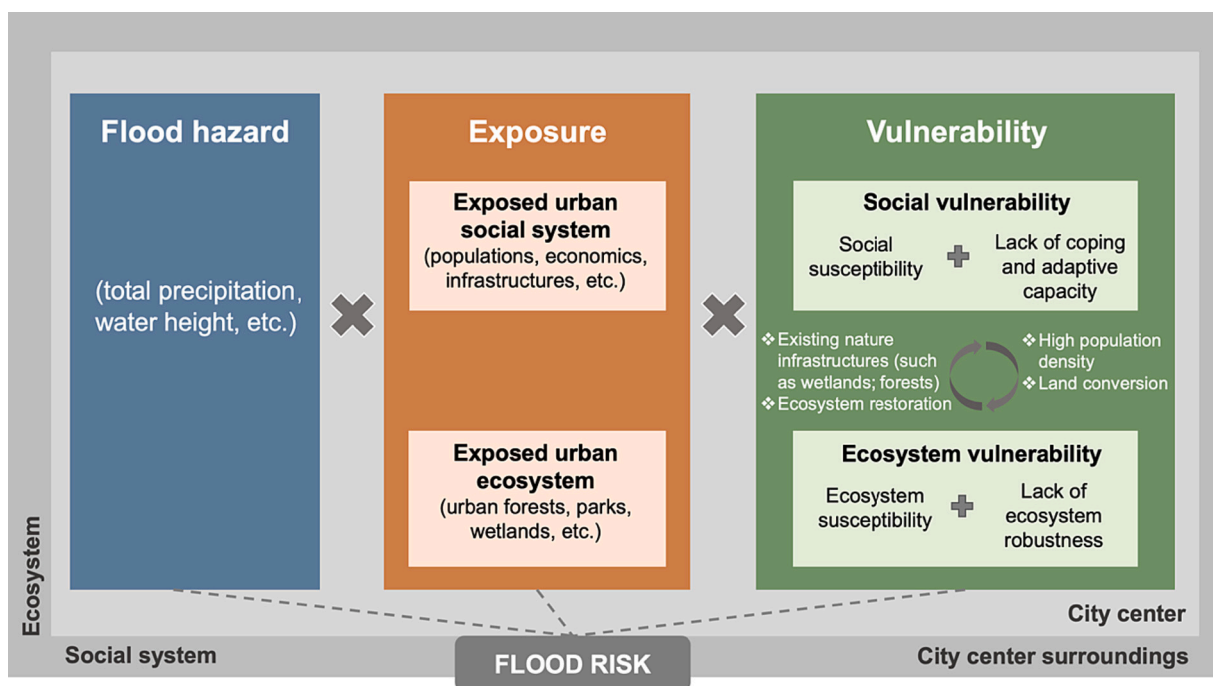 Flood hazard
(total precipitation,
water height, etc.)
Exposure
Exposed urban
social system
(populations, economics,
infrastructures, etc.)
Exposed urban
ecosystem
(urban forests, parks,
wetlands, etc.)
Vulnerability
Social vulnerability
Social
susceptibility
Lack of coping
and adaptive
capacity
❖Existing nature
infrastructures (such
as wetlands; forests)
❖Ecosystem restoration
❖High population
density
❖Land conversion
Ecosystem vulnerability
Ecosystem
susceptibility
Lack of
ecosystem
robustness
City center
Ecosystem
Social system
FLOOD RISK
City center surroundings